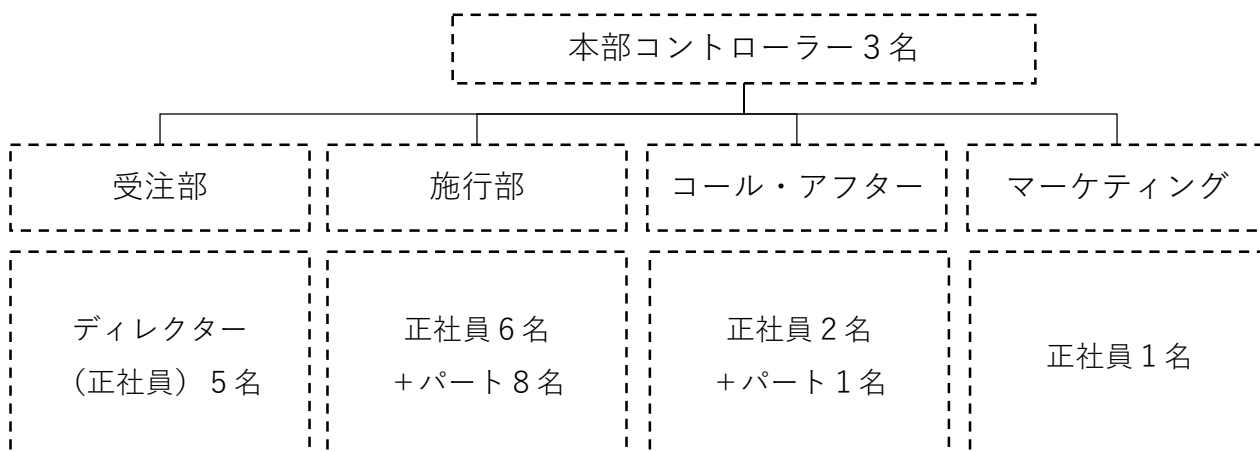 本部コントローラー３名
受注部
施行部
コール・アフター
マーケティング
ディレクター
（正社員）５名
正社員６名
＋パート８名
正社員２名
＋パート１名
正社員１名